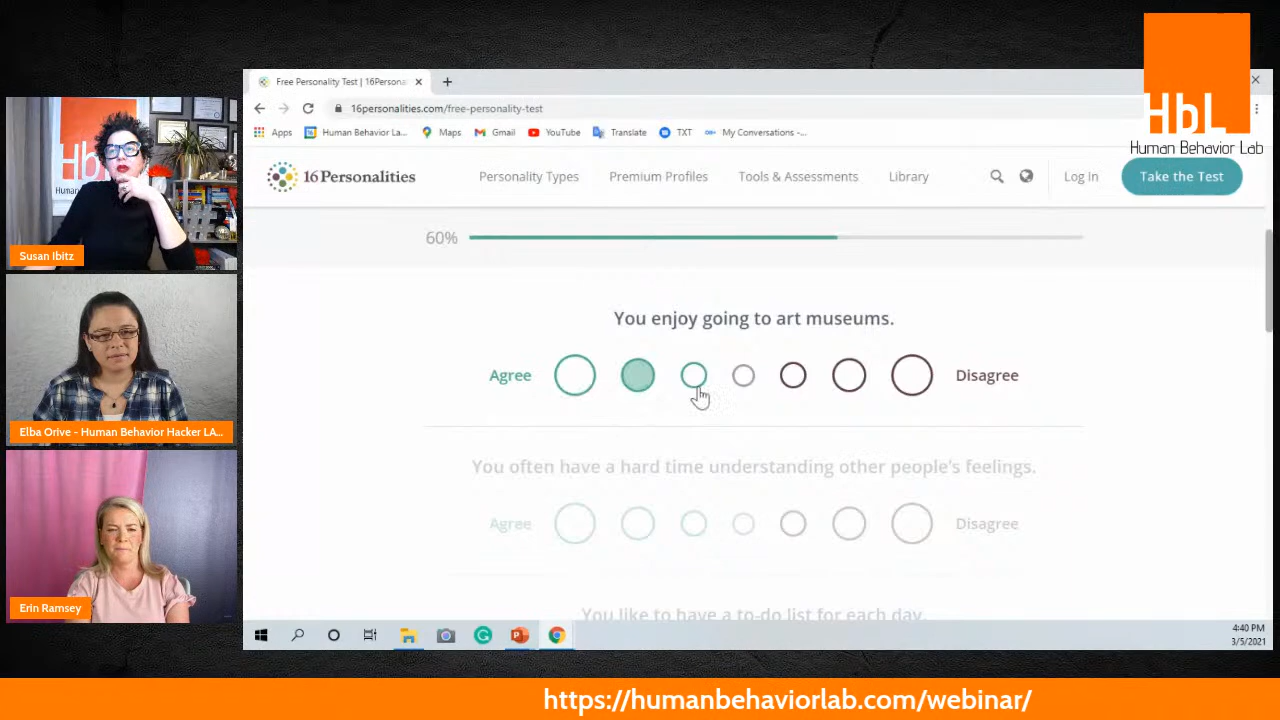 HbL
Human Behavior Lab
Free Personality Test | 16Persona
16personalities.com/free-personality-test
Apps
Human Behavior La...
Maps
Gmail
YouTube
Translate
TXT
My Conversations -...
16Personalities
Personality Types
Premium Profiles
Tools & Assessments
Library
Log In
Take the Test
60%
You enjoy going to art museums.
Agree
Disagree
You often have a hard time understanding other people's feelings.
Agree
Disagree
You like to have a to-do list for each day.
4:40 PM
3/5/2021
Hb
Human
Susan Ibitz
Elba Orive - Human Behavior Hacker LA...
Erin Ramsey
https://humanbehaviorlab.com/webinar/